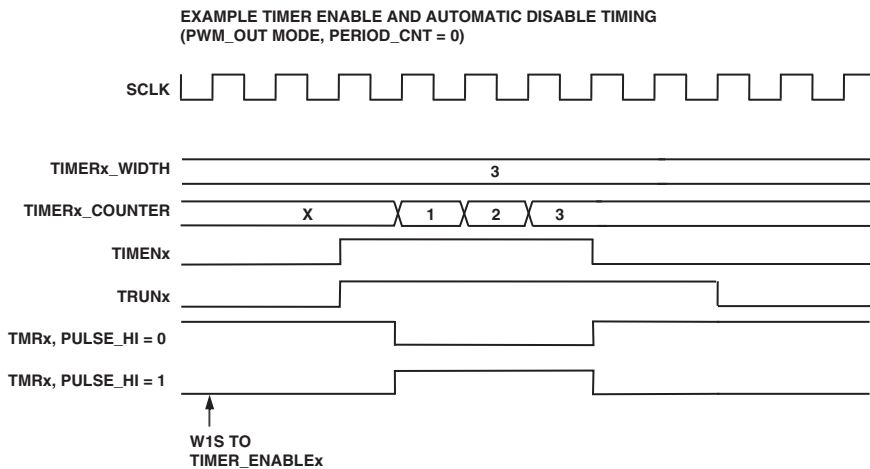 EXAMPLE TIMER ENABLE AND AUTOMATIC DISABLE TIMING
(PWM_OUT MODE, PERIOD_CNT = 0)
SCLK
TIMERx_WIDTH
3
TIMERx_COUNTER
X 1 2 3
TIMENx
TRUNx
TMRx, PULSE_HI = 0
TMRx, PULSE_HI = 1
W1S TO
TIMER_ENABLEx